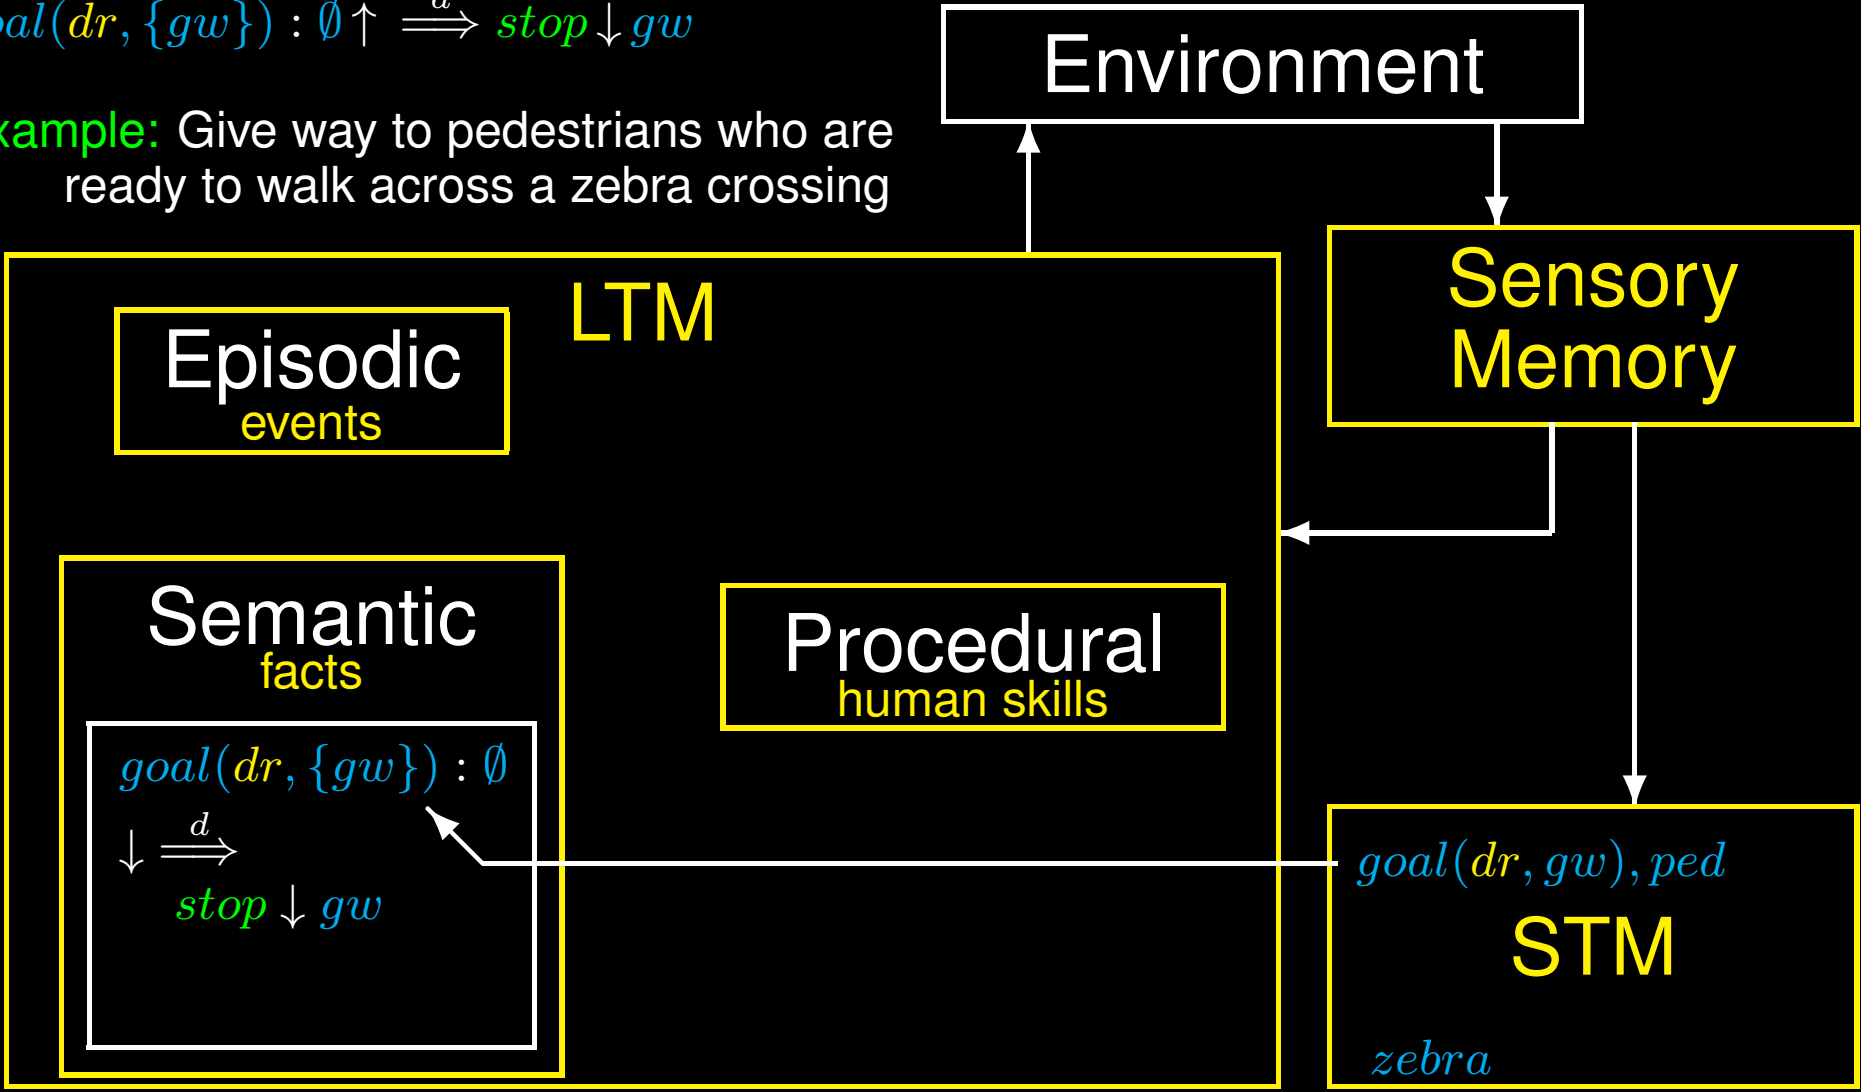 oal(dr, {gw}) : ∅ ↑ ⟹ stop ↓ gw
xample: Give way to pedestrians who are
ready to walk across a zebra crossing
Environment
Sensory
Memory
LTM
Episodic
events
Semantic
facts
goal(dr, {gw}) : ∅
↓ d ⟹
stop ↓ gw
Procedural
human skills
goal(dr, gw), ped
STM
zebra